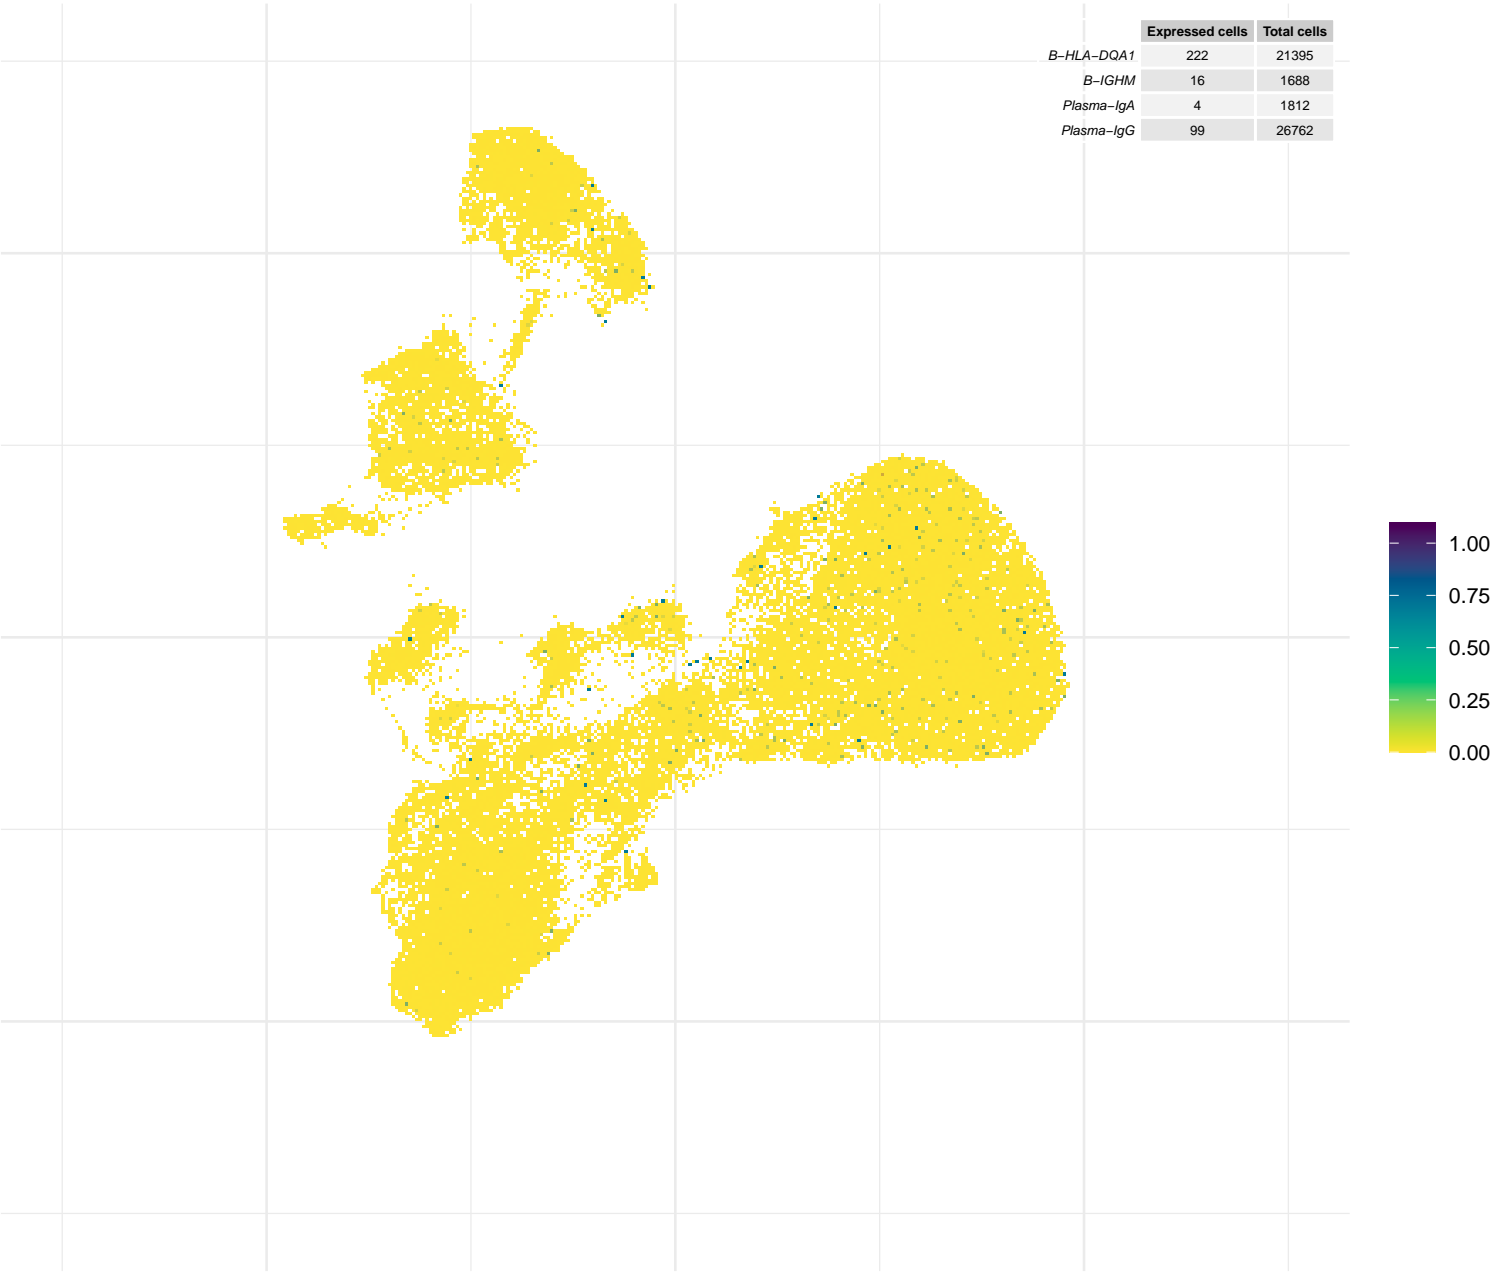 Expressed cells Total cells
B−HLA−DQA1 222 21395
B−IGHM 16 1688
Plasma−IgA 4 1812
Plasma−IgG 99 26762
1.00
0.75
0.50
0.25
0.00